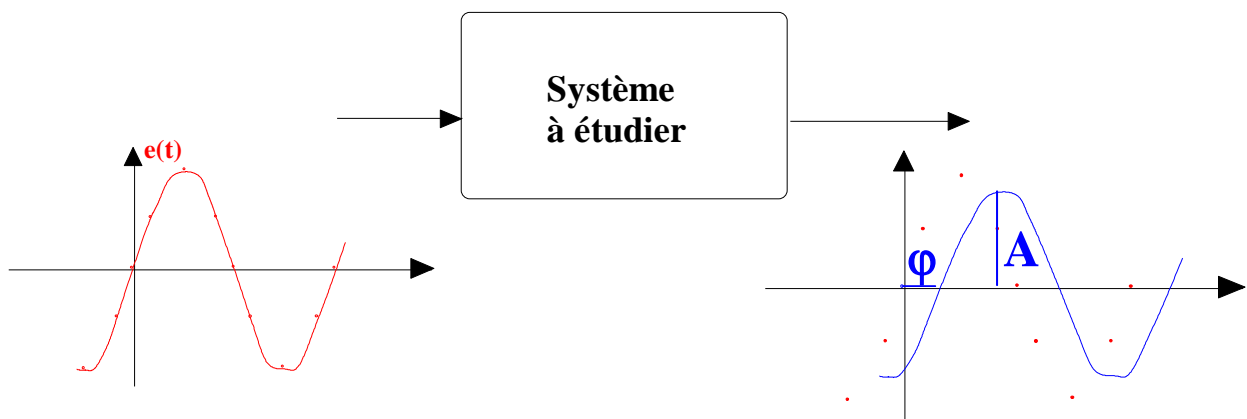 Système
à étudier
e(t)
φ
A